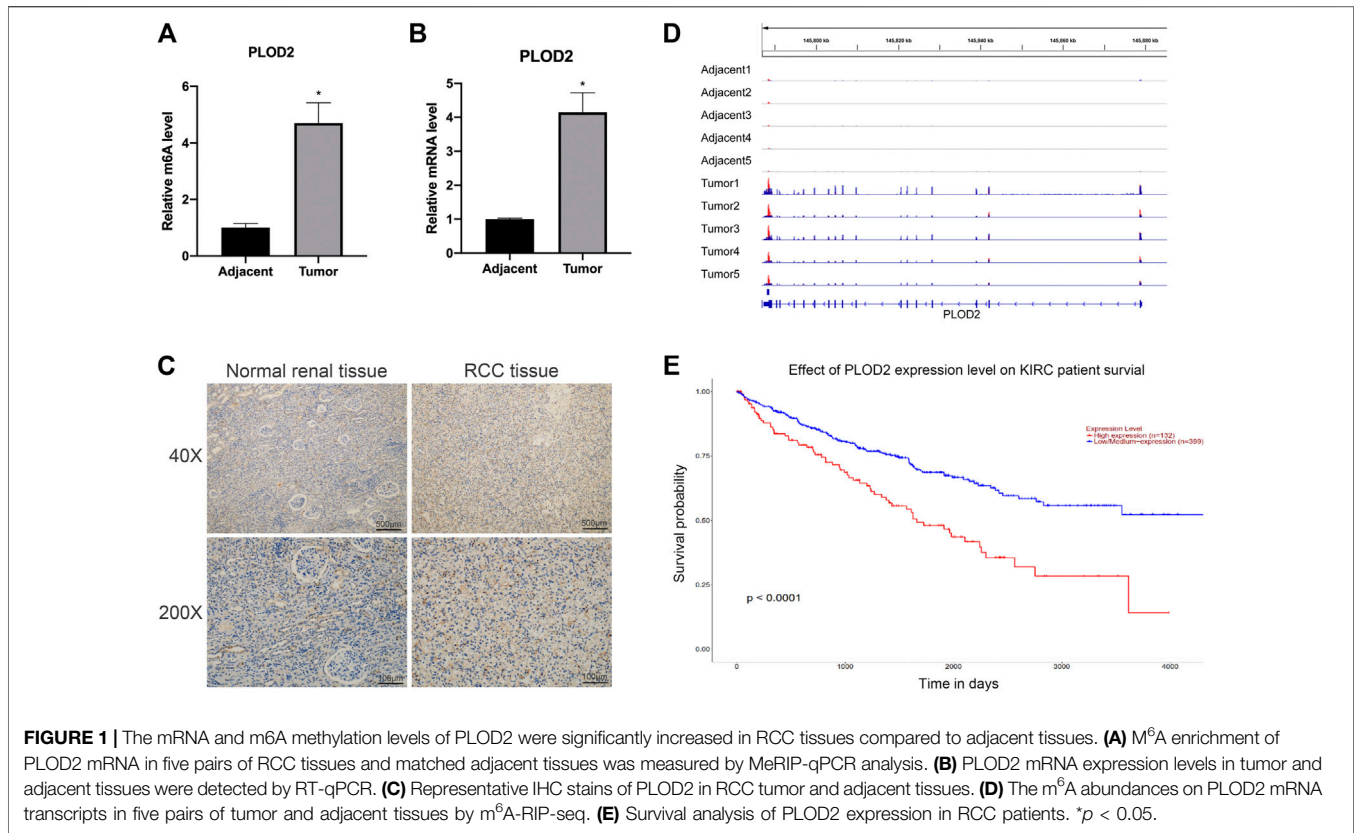 A
PLOD2
Relative m6A level
6
4
2
0
*
Adjacent
Tumor
B
PLOD2
Relative mRNA level
5
4
3
2
1
0
*
Adjacent
Tumor
D
145,800 kb
145,820 kb
145,840 kb
145,860 kb
145,880 kb
Adjacent1
Adjacent2
Adjacent3
Adjacent4
Adjacent5
Tumor1
Tumor2
Tumor3
Tumor4
Tumor5
PLOD2
C
Normal renal tissue
RCC tissue
40X
500μm
500μm
200X
100μm
100μm
E
Effect of PLOD2 expression level on KIRC patient survial
Survival probability
1.00
0.75
0.50
0.25
0.00
Expression Level
High expression (n=132)
Low/Medium-expression (n=399)
p < 0.0001
0
1000
2000
3000
4000
Time in days
FIGURE 1 | The mRNA and m6A methylation levels of PLOD2 were significantly increased in RCC tissues compared to adjacent tissues. (A) M⁶A enrichment of
PLOD2 mRNA in five pairs of RCC tissues and matched adjacent tissues was measured by MeRIP-qPCR analysis. (B) PLOD2 mRNA expression levels in tumor and
adjacent tissues were detected by RT-qPCR. (C) Representative IHC stains of PLOD2 in RCC tumor and adjacent tissues. (D) The m⁶A abundances on PLOD2 mRNA
transcripts in five pairs of tumor and adjacent tissues by m⁶A-RIP-seq. (E) Survival analysis of PLOD2 expression in RCC patients. *p < 0.05.